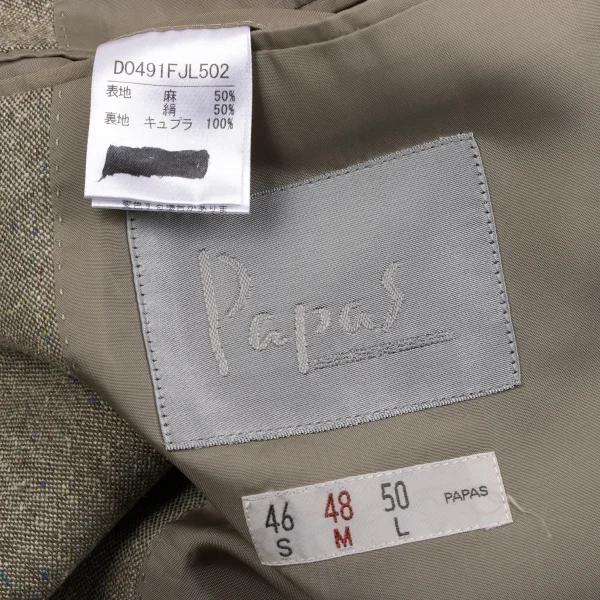 D0491FJL502
表地 麻 50%
絹 50%
裏地 キュプラ 100%
Papas
46 48 50 PAPAS
S M L